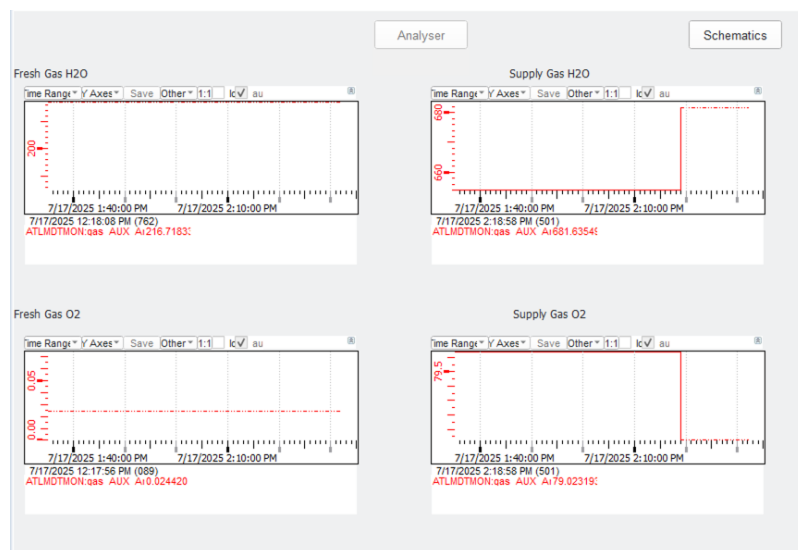 Analyser
Schematics
Fresh Gas H2O
Supply Gas H2O
Time Range Y Axes Save Other 1:1 au
Time Range Y Axes Save Other 1:1 au
200
680
660
7/17/2025 1:40:00 PM 7/17/2025 2:10:00 PM
7/17/2025 1:40:00 PM 7/17/2025 2:10:00 PM
7/17/2025 12:18:08 PM (762)
7/17/2025 2:18:58 PM (501)
ATLMDTMON:gas AUX 216.7183
ATLMDTMON:gas AUX 681.6354
Fresh Gas O2
Supply Gas O2
Time Range Y Axes Save Other 1:1 au
Time Range Y Axes Save Other 1:1 au
0.05
0.00
79.5
7/17/2025 1:40:00 PM 7/17/2025 2:10:00 PM
7/17/2025 1:40:00 PM 7/17/2025 2:10:00 PM
7/17/2025 12:17:56 PM (089)
7/17/2025 2:18:58 PM (501)
ATLMDTMON:gas AUX 0.024420
ATLMDTMON:gas AUX 79.02319